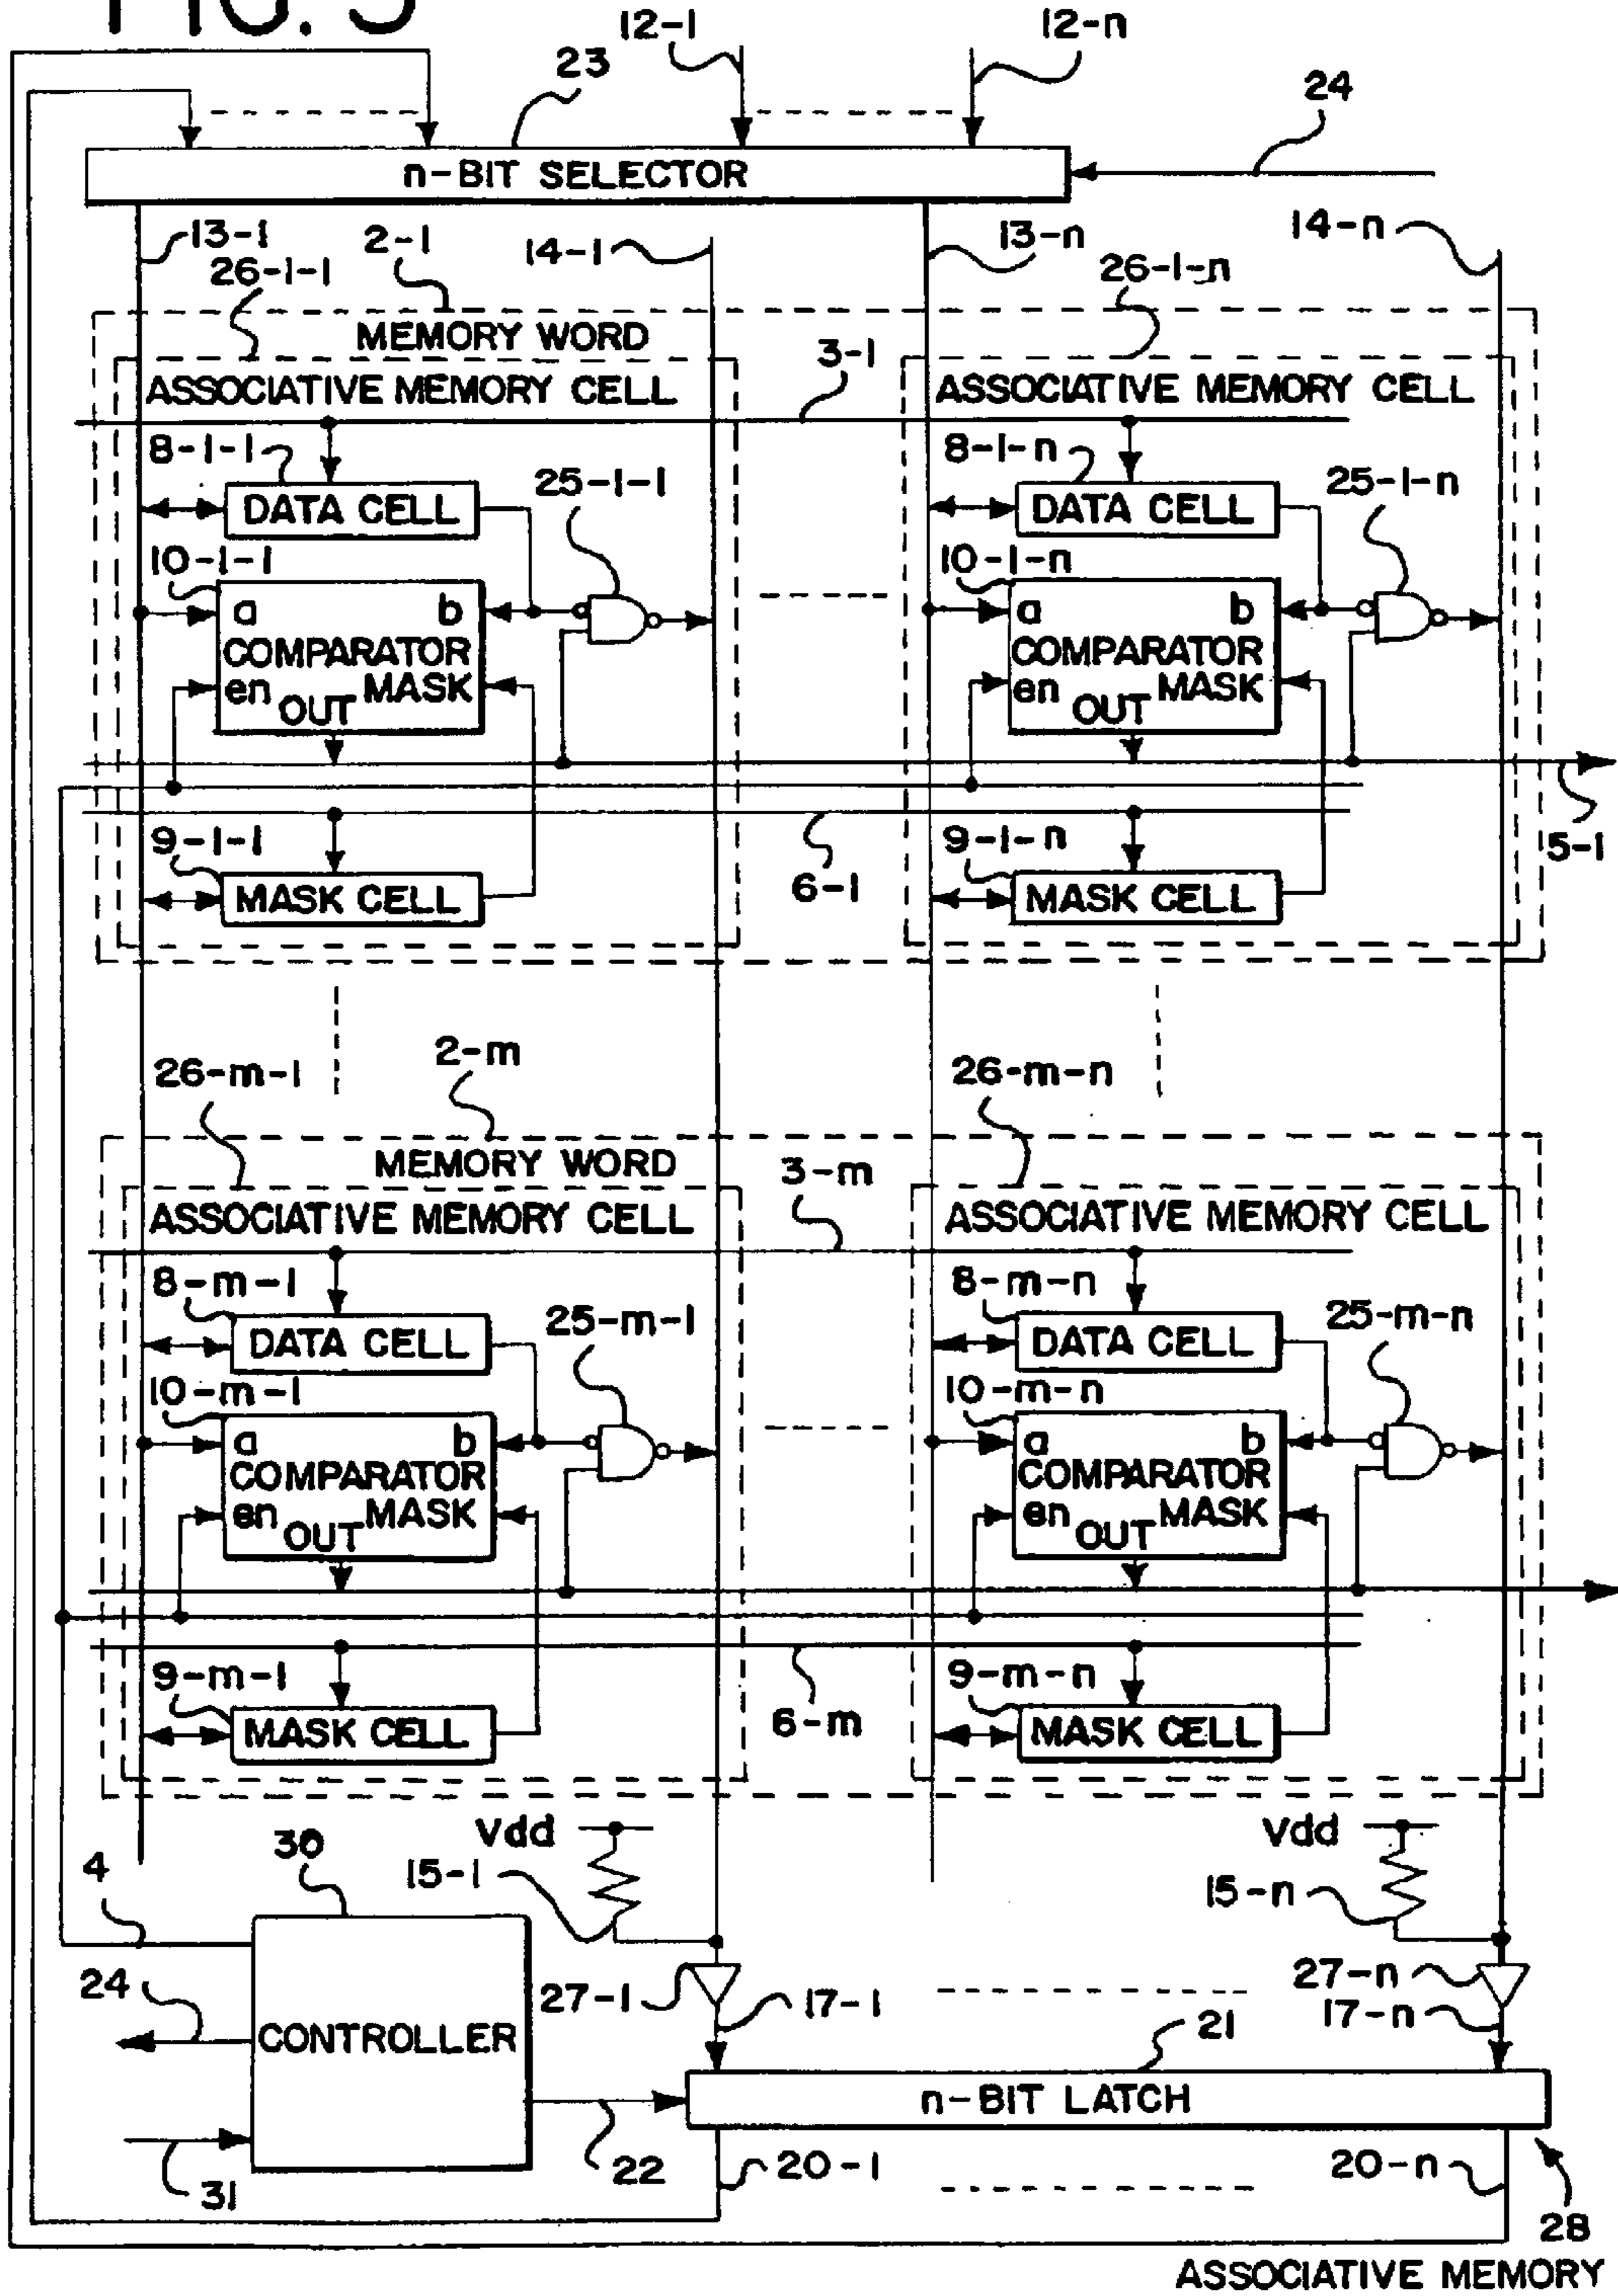 FIG. 5
12-1 12-n
23 24
n-BIT SELECTOR
13-1 2-1 14-1 13-n 14-n
26-1-1 26-1-n
MEMORY WORD
3-1
ASSOCIATIVE MEMORY CELL ASSOCIATIVE MEMORY CELL
8-1-1 25-1-1 8-1-n 25-1-n
DATA CELL DATA CELL
10-1-1 10-1-n
a b a b
COMPARATOR COMPARATOR
en OUT MASK en OUT MASK
9-1-1 6-1 9-1-n 5-1
MASK CELL MASK CELL
26-m-1 2-m 26-m-n
MEMORY WORD 3-m
ASSOCIATIVE MEMORY CELL ASSOCIATIVE MEMORY CELL
8-m-1 25-m-1 8-m-n 25-m-n
DATA CELL DATA CELL
10-m-1 10-m-n
a b a b
COMPARATOR COMPARATOR
en OUT MASK en OUT MASK
9-m-1 6-m 9-m-n
MASK CELL MASK CELL
Vdd Vdd
4 30 15-1 15-n
24 27-1 17-1 27-n
17-n
CONTROLLER 21
n-BIT LATCH
31 22 20-1 20-n
28
ASSOCIATIVE MEMORY